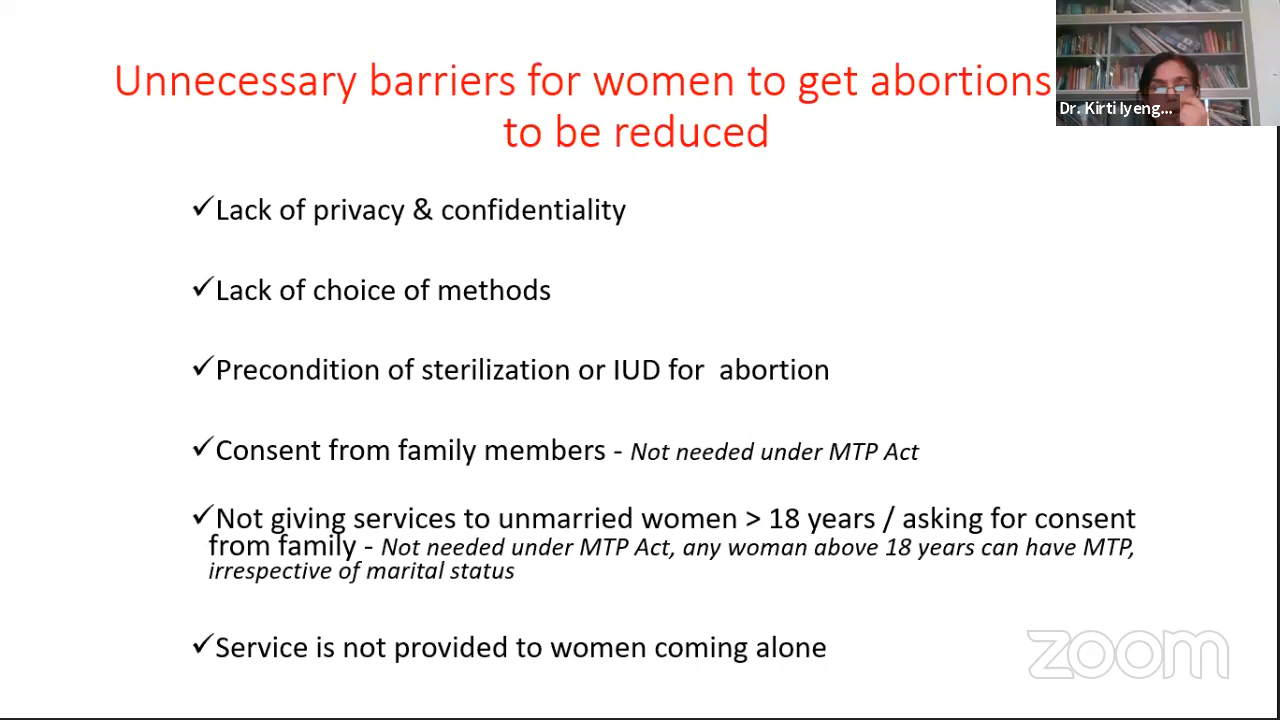 Unnecessary barriers for women to get abortions
to be reduced
Dr. Kirti Iyeng...
✓Lack of privacy & confidentiality
✓Lack of choice of methods
✓Precondition of sterilization or IUD for  abortion
✓Consent from family members - Not needed under MTP Act
✓Not giving services to unmarried women > 18 years / asking for consent
from family - Not needed under MTP Act, any woman above 18 years can have MTP,
irrespective of marital status
✓Service is not provided to women coming alone
zoom